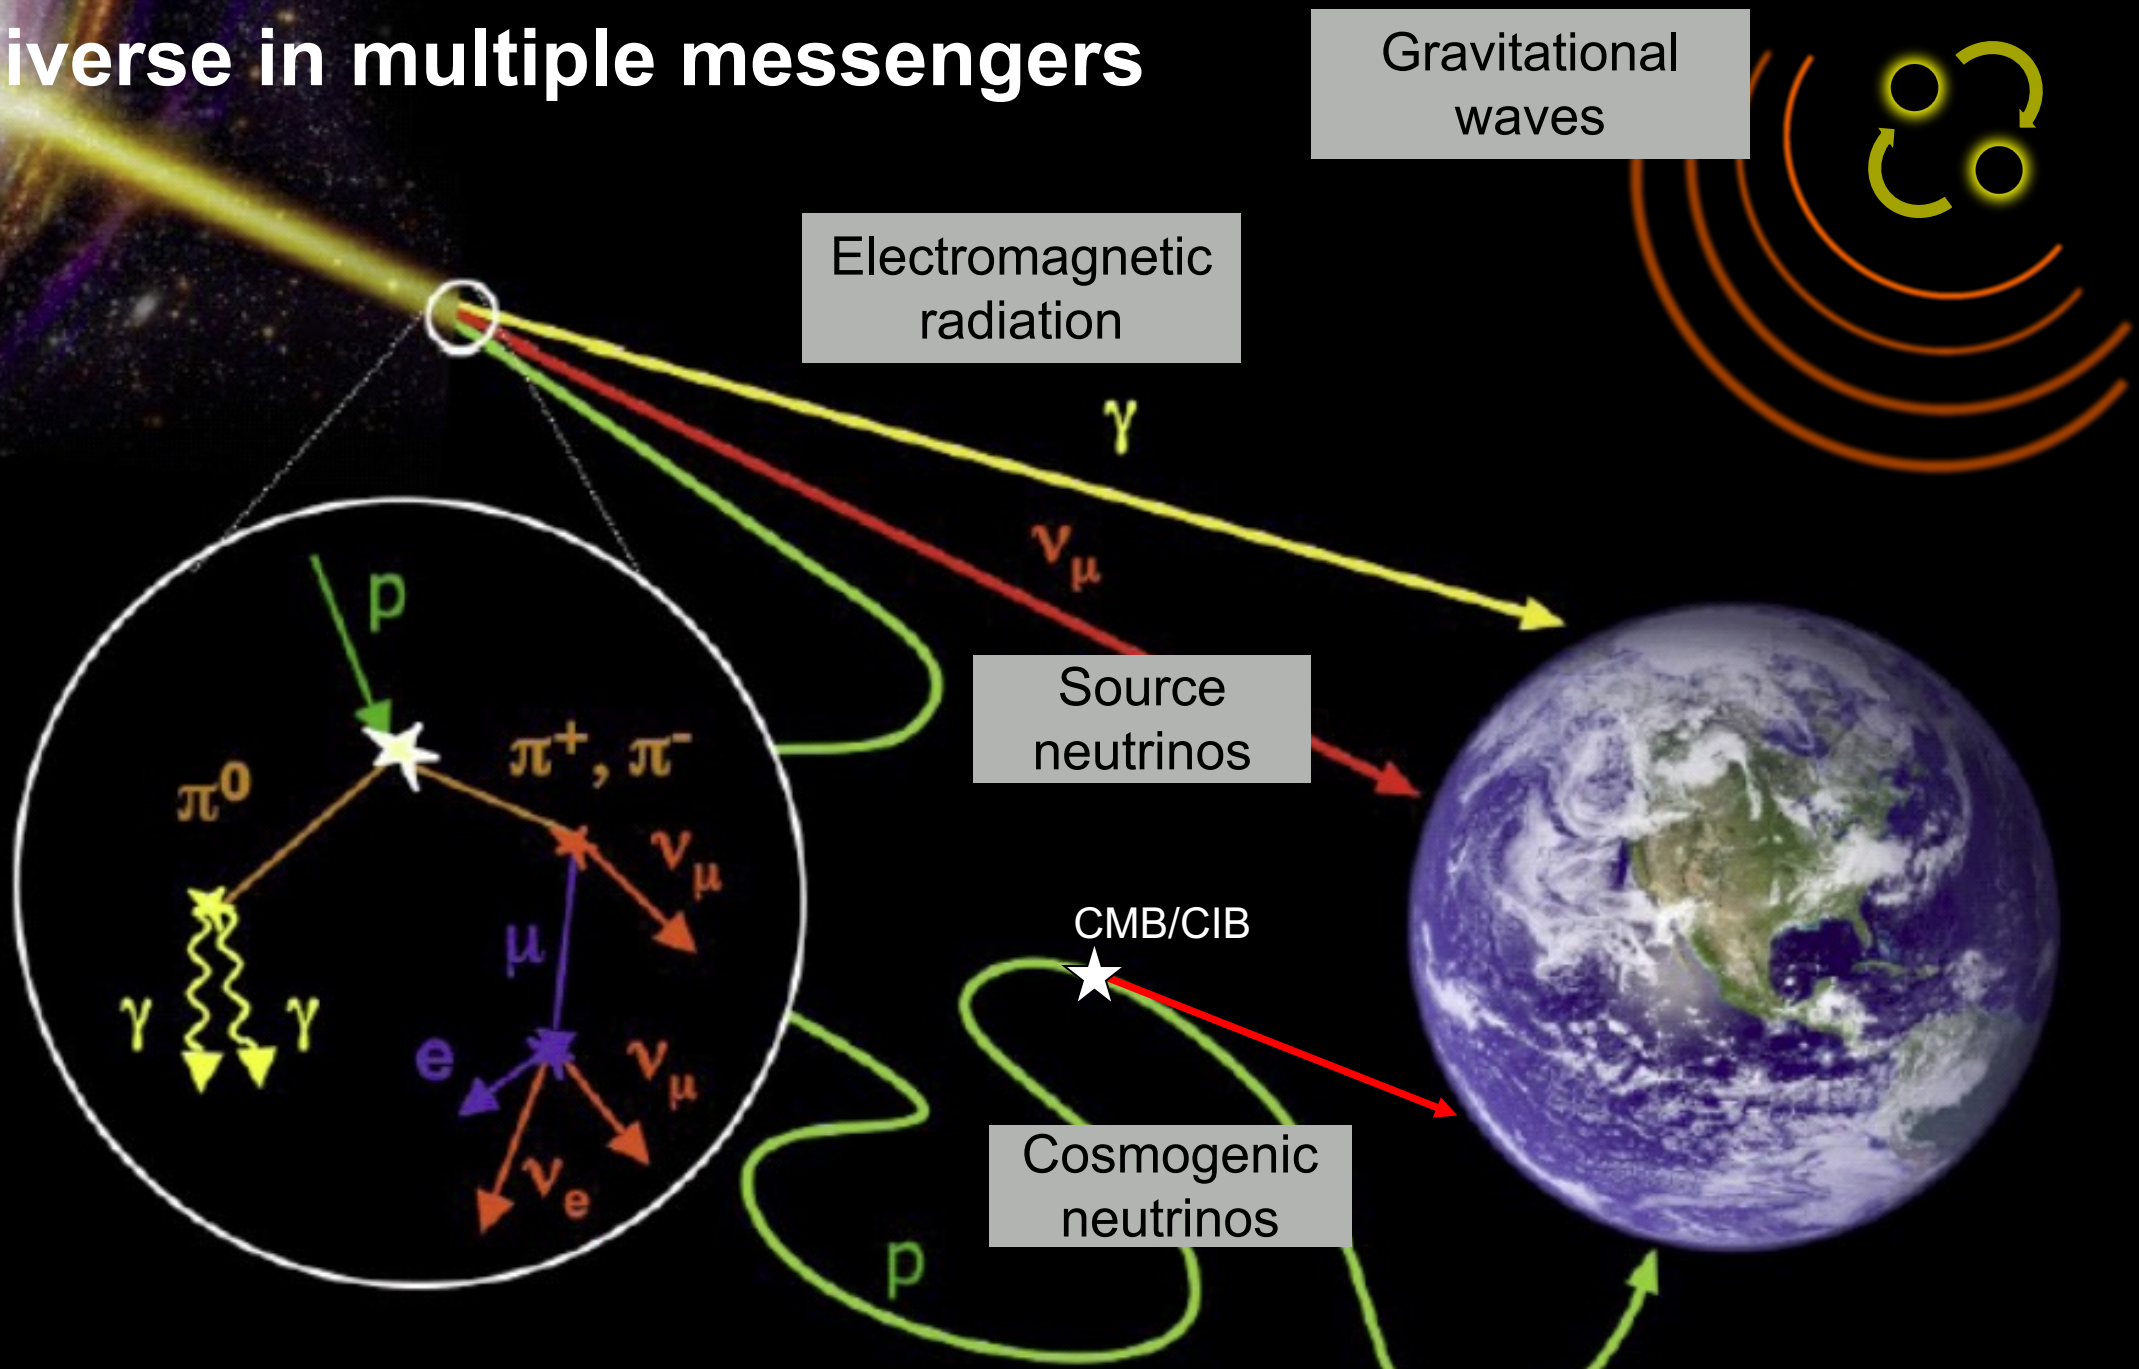 iverse in multiple messengers
Gravitational
waves
Electromagnetic
radiation
γ
νμ
p
Source
neutrinos
π⁺, π⁻
π⁰
νμ
CMB/CIB
μ
γ γ
e
νμ
νe
Cosmogenic
neutrinos
p